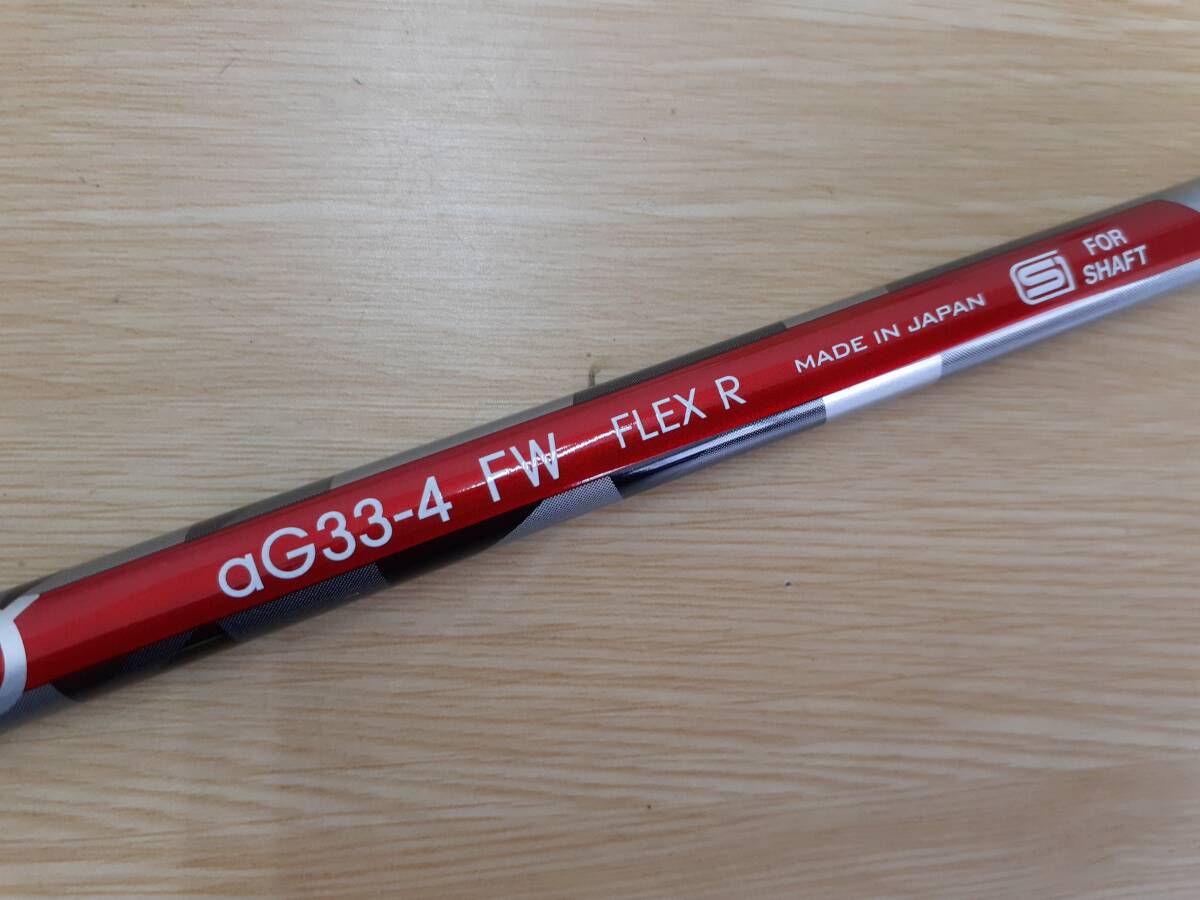 aG33-4 FW FLEX R MADE IN JAPAN S FOR
SHAFT